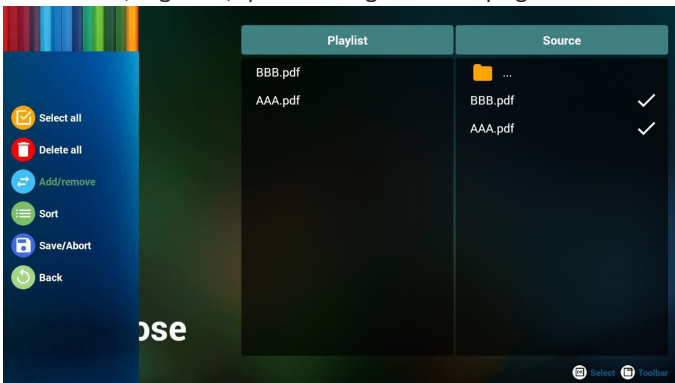 Playlist
Source
BBB.pdf
AAA.pdf
...
BBB.pdf
AAA.pdf
Select all
Delete all
Add/remove
Sort
Save/Abort
Back
ose
Select
Toolbar